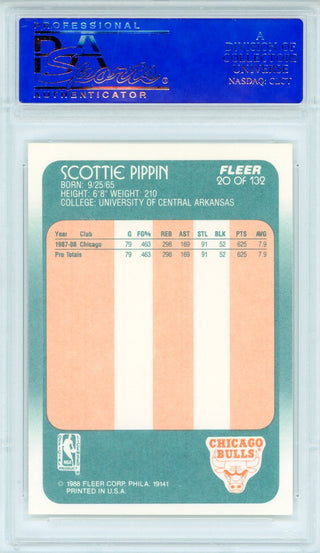 PROFESSIONAL
PSA
Sports
AUTHENTICATOR
A
DIVISION OF
COLLECTORS
UNIVERSE
NASDAQ: CLCT
SCOTTIE PIPPIN
FLEER
20 OF 132
BORN: 9/25/65
HEIGHT: 6'8" WEIGHT: 210
COLLEGE: UNIVERSITY OF CENTRAL ARKANSAS
Year Club G FG% REB AST STL BLK PTS AVG
1987-88 Chicago 79 .463 298 169 91 52 625 7.9
Pro Totals 79 .463 298 169 91 52 625 7.9
NBA
CHICAGO
BULLS
© 1988 FLEER CORP. PHILA. 19141
PRINTED IN U.S.A.